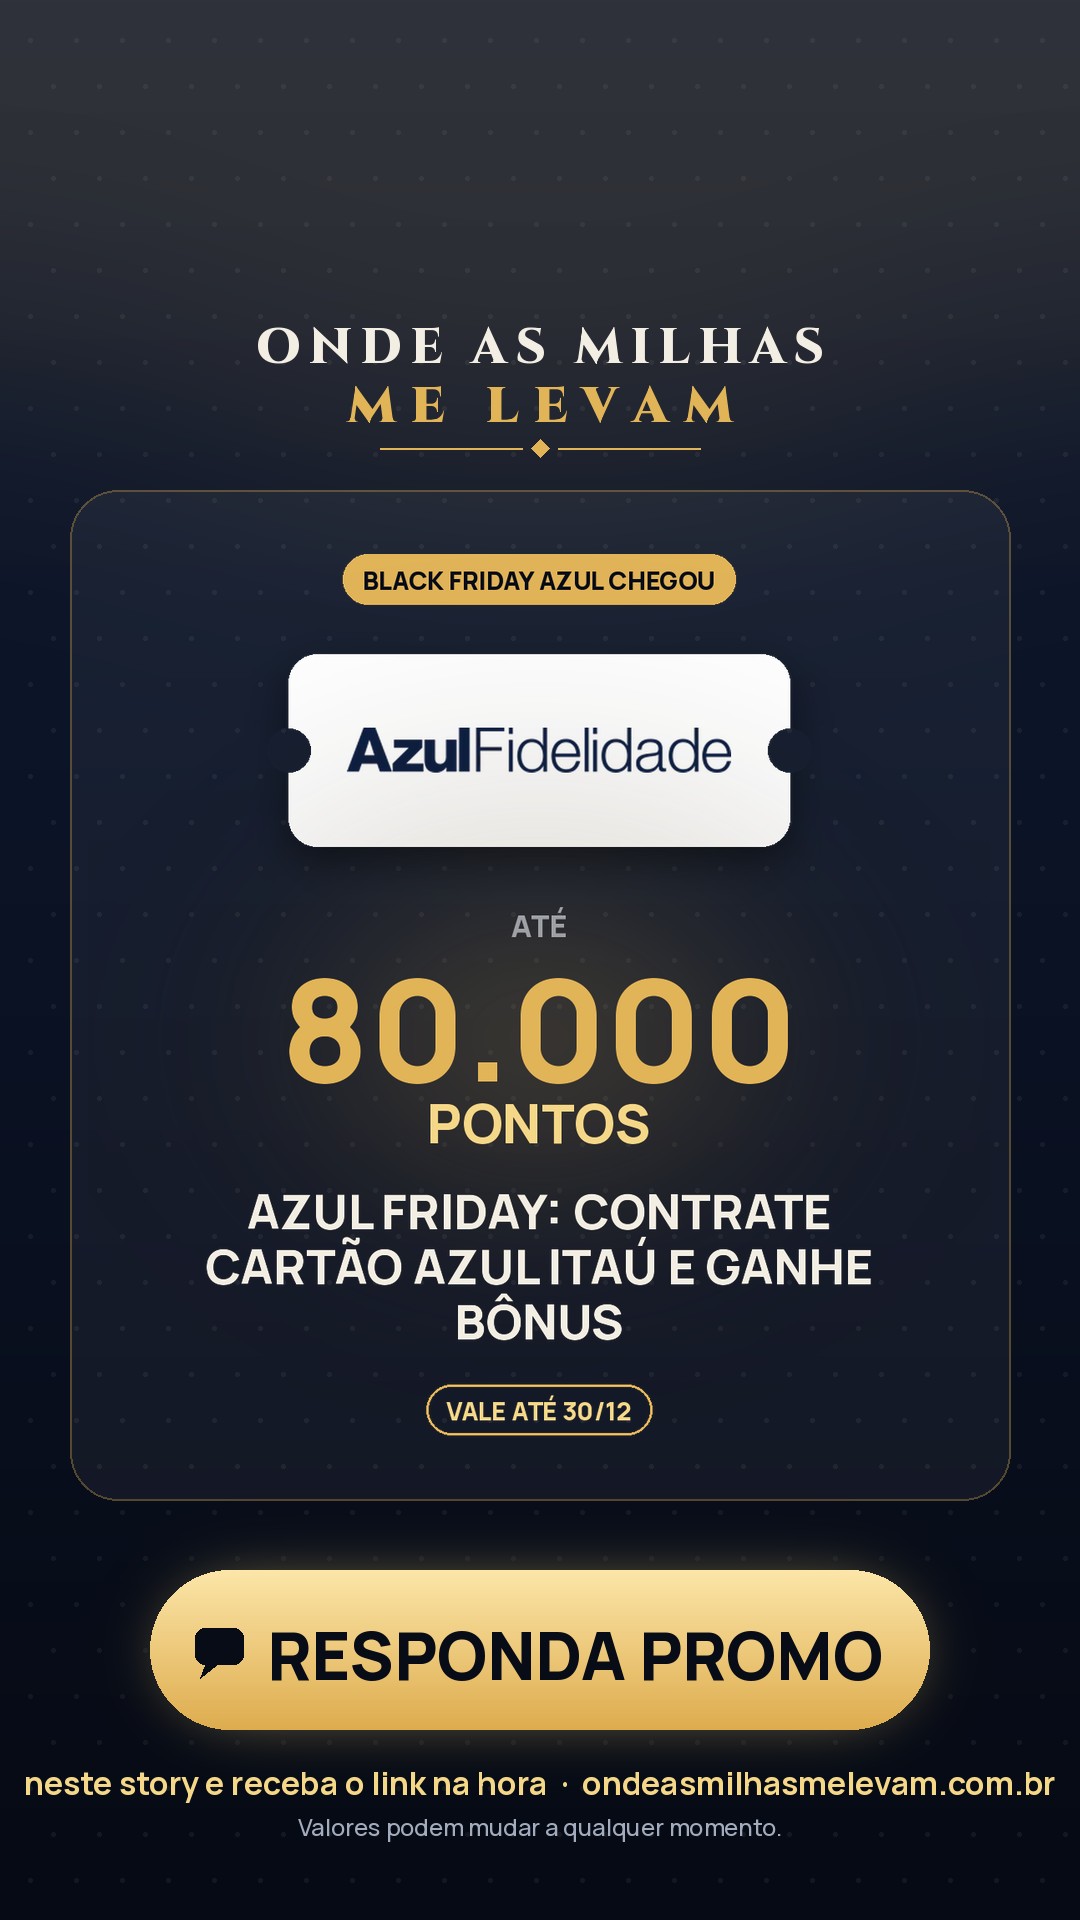 ONDE AS MILHAS
ME LEVAM
BLACK FRIDAY AZUL CHEGOU
AzulFidelidade
ATÉ
80.000
PONTOS
AZUL FRIDAY: CONTRATE
CARTÃO AZUL ITAÚ E GANHE
BÔNUS
VALE ATÉ 30/12
RESPONDA PROMO
neste story e receba o link na hora · ondeasmilhasmelevam.com.br
Valores podem mudar a qualquer momento.